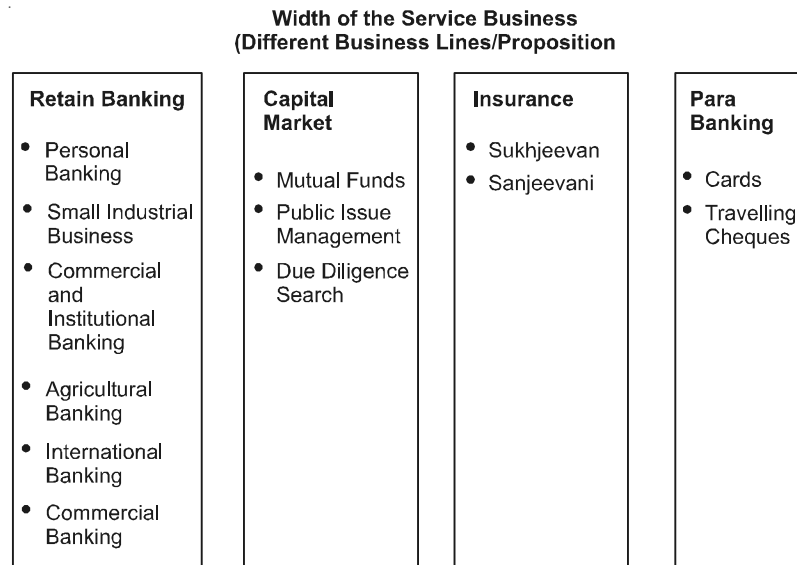 Width of the Service Business
(Different Business Lines/Proposition
Retain Banking
• Personal
Banking
• Small Industrial
Business
• Commercial
and
Institutional
Banking
• Agricultural
Banking
• International
Banking
• Commercial
Banking
Capital
Market
• Mutual Funds
• Public Issue
Management
• Due Diligence
Search
Insurance
• Sukhjeevan
• Sanjeevani
Para
Banking
• Cards
• Travelling
Cheques